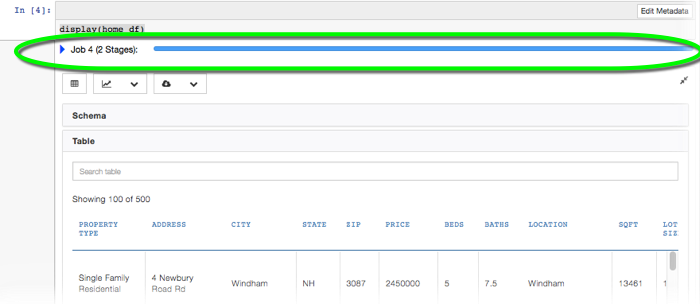 In [4]:
Edit Metadata
display(home_df)
Job 4 (2 Stages):
Schema
Table
Search table
Showing 100 of 500
PROPERTY TYPE ADDRESS CITY STATE ZIP PRICE BEDS BATHS LOCATION SQFT LOT SIZ
Single Family Residential 4 Newbury Road Rd Windham NH 3087 2450000 5 7.5 Windham 13461 1